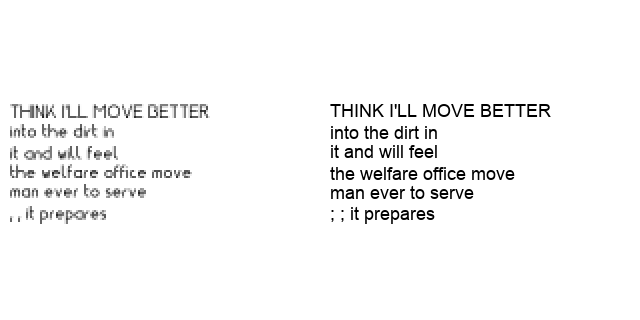 THINK I'LL MOVE BETTER
into the dirt in
it and will feel
the welfare office move
man ever to serve
, , it prepares
THINK I'LL MOVE BETTER
into the dirt in
it and will feel
the welfare office move
man ever to serve
; ; it prepares